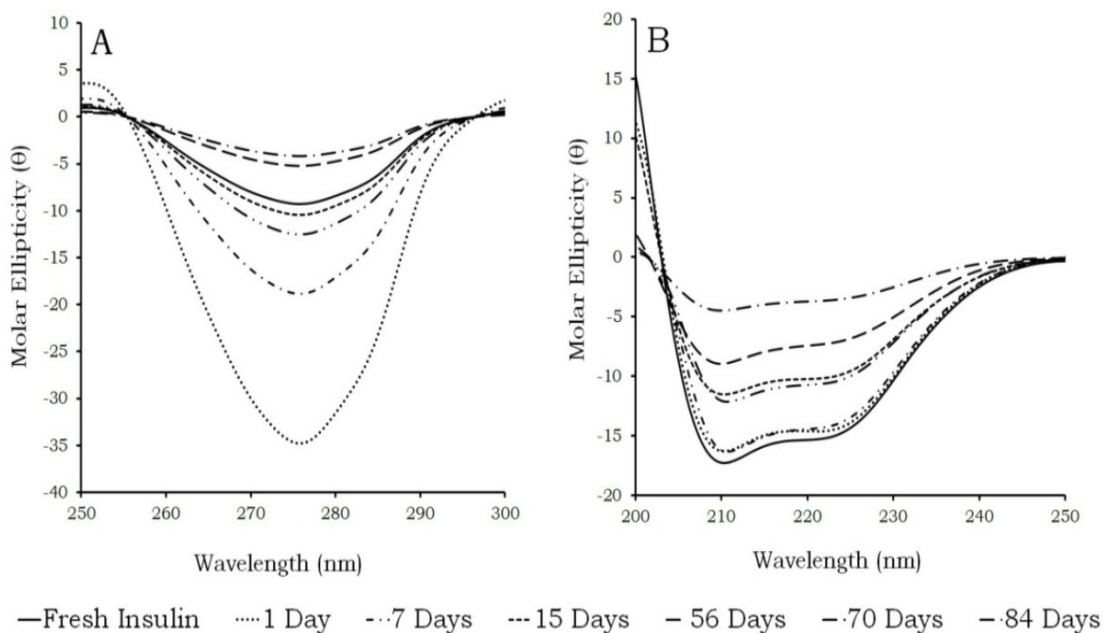 A
B
Molar Ellipticity (Θ)
10
5
0
-5
-10
-15
-20
-25
-30
-35
-40
250 260 270 280 290 300
Wavelength (nm)
Molar Ellipticity (Θ)
20
15
10
5
0
-5
-10
-15
-20
200 210 220 230 240 250
Wavelength (nm)
Fresh Insulin 1 Day 7 Days 15 Days 56 Days 70 Days 84 Days